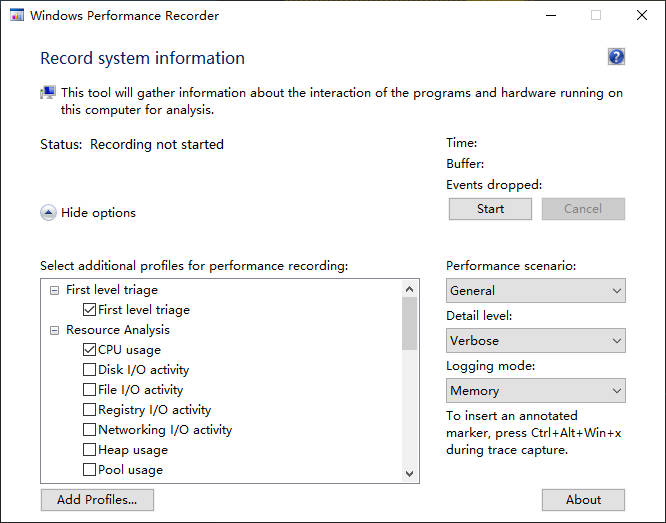 Windows Performance Recorder
Record system information
This tool will gather information about the interaction of the programs and hardware running on
this computer for analysis.
Status: Recording not started
Time:
Buffer:
Events dropped:
Start
Cancel
Hide options
Select additional profiles for performance recording:
First level triage
First level triage
Resource Analysis
CPU usage
Disk I/O activity
File I/O activity
Registry I/O activity
Networking I/O activity
Heap usage
Pool usage
Add Profiles...
Performance scenario:
General
Detail level:
Verbose
Logging mode:
Memory
To insert an annotated
marker, press Ctrl+Alt+Win+x
during trace capture.
About